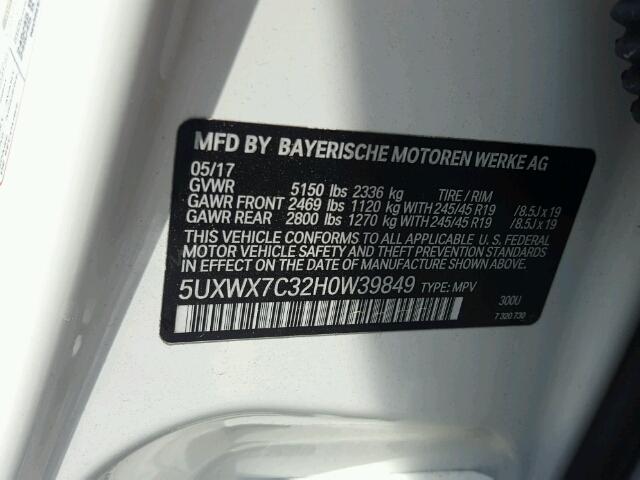 MFD BY BAYERISCHE MOTOREN WERKE AG
05/17
GVWR 5150 lbs 2336 kg TIRE / RIM
GAWR FRONT 2469 lbs 1120 kg WITH 245/45 R19 /8.5J x 19
GAWR REAR 2800 lbs 1270 kg WITH 245/45 R19 /8.5J x 19
THIS VEHICLE CONFORMS TO ALL APPLICABLE U.S. FEDERAL
MOTOR VEHICLE SAFETY, BUMPER, AND THEFT PREVENTION STANDARDS
IN EFFECT ON THE DATE OF MANUFACTURE SHOWN ABOVE.
5UXWX7C32H0W39849 TYPE: MPV
300U
7 320 730